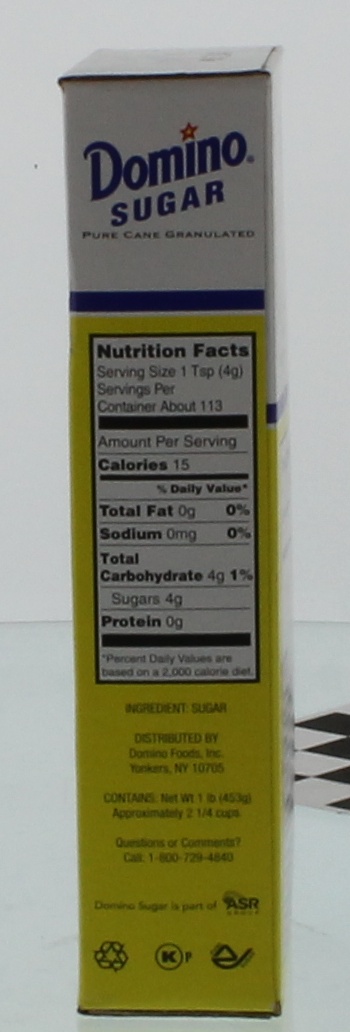 Domino®
SUGAR
PURE CANE GRANULATED
Nutrition Facts
Serving Size 1 Tsp (4g)
Servings Per
Container About 113
Amount Per Serving
Calories 15
% Daily Value*
Total Fat 0g 0%
Sodium 0mg 0%
Total
Carbohydrate 4g 1%
Sugars 4g
Protein 0g
*Percent Daily Values are
based on a 2,000 calorie diet.
INGREDIENT: SUGAR
DISTRIBUTED BY
Domino Foods, Inc.
Yonkers, NY 10705
CONTAINS: Net Wt 1 lb (453g)
Approximately 2 1/4 cups
Questions or Comments?
Call: 1-800-729-4840
Domino Sugar is part of ASR
GROUP
K P